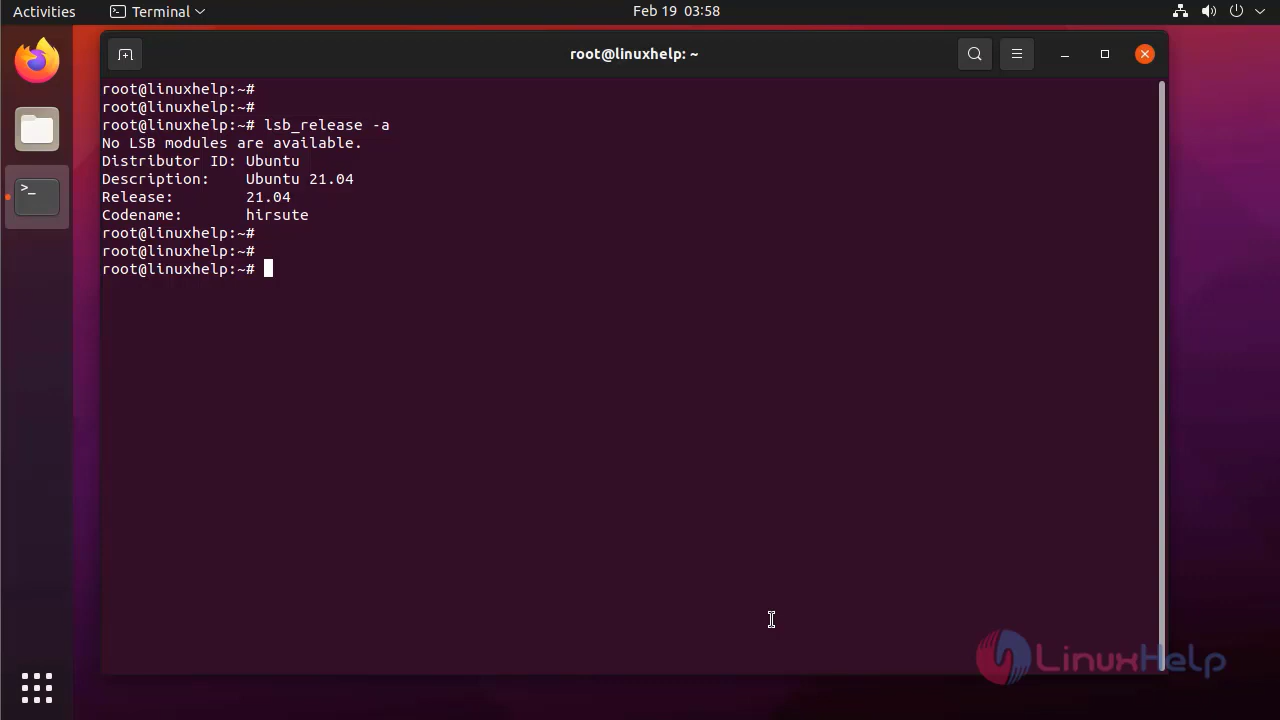 Activities Terminal Feb 19 03:58
root@linuxhelp: ~
root@linuxhelp:~#
root@linuxhelp:~#
root@linuxhelp:~# lsb_release -a
No LSB modules are available.
Distributor ID: Ubuntu
Description: Ubuntu 21.04
Release: 21.04
Codename: hirsute
root@linuxhelp:~#
root@linuxhelp:~#
root@linuxhelp:~#
LinuxHelp